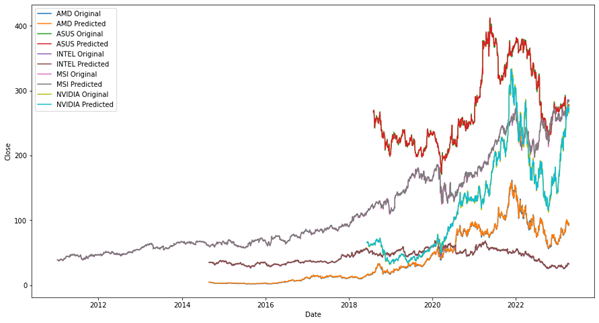 400
300
200
100
0
Close
AMD Original
AMD Predicted
ASUS Original
ASUS Predicted
INTEL Original
INTEL Predicted
MSI Original
MSI Predicted
NVIDIA Original
NVIDIA Predicted
2012 2014 2016 2018 2020 2022
Date